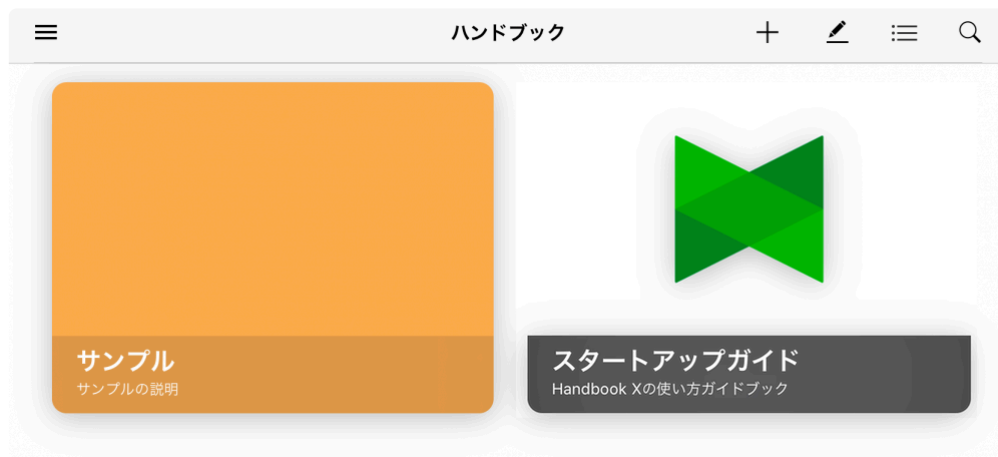 ハンドブック
サンプル
サンプルの説明
スタートアップガイド
Handbook Xの使い方ガイドブック